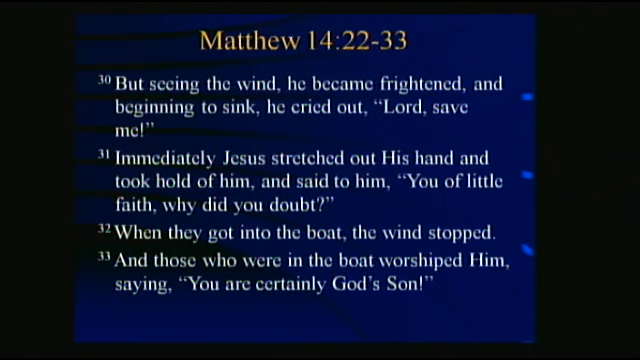 Matthew 14:22-33
30 But seeing the wind, he became frightened, and
beginning to sink, he cried out, “Lord, save
me!”
31 Immediately Jesus stretched out His hand and
took hold of him, and said to him, “You of little
faith, why did you doubt?”
32 When they got into the boat, the wind stopped.
33 And those who were in the boat worshiped Him,
saying, “You are certainly God’s Son!”